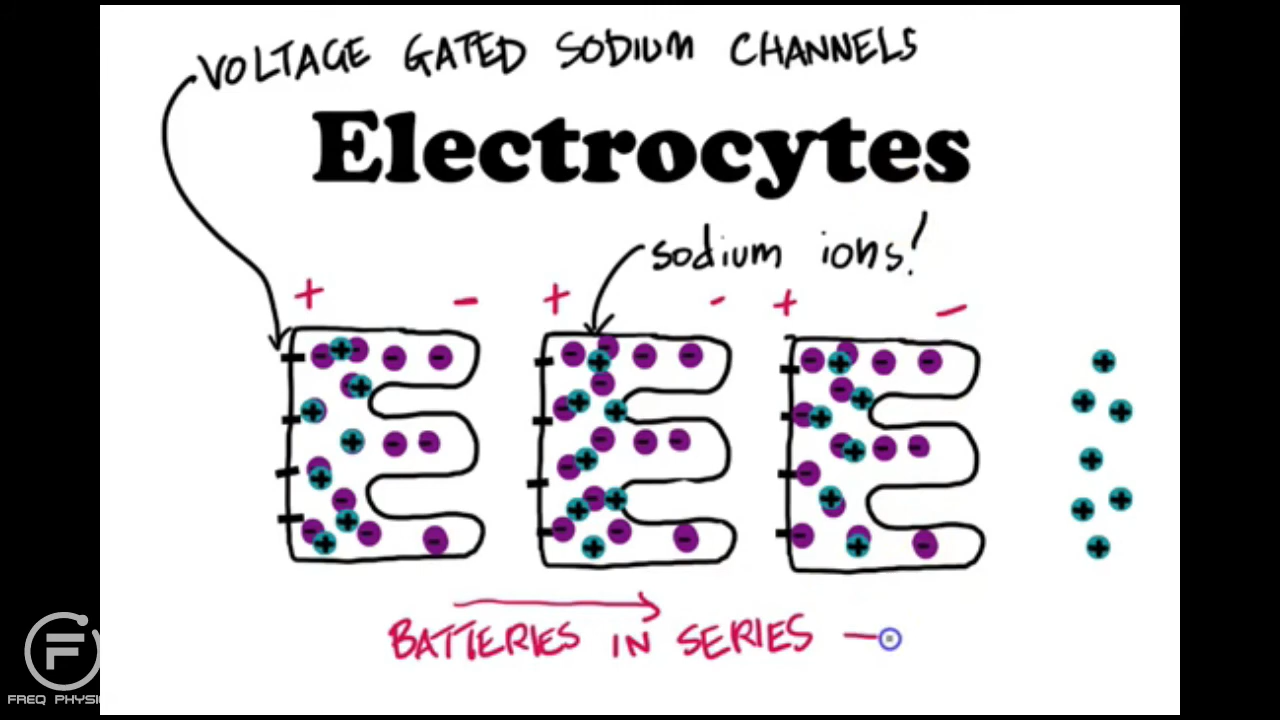 VOLTAGE GATED SODIUM CHANNELS
Electrocytes
sodium ions!
+ - + - + -
BATTERIES IN SERIES —
F
FREQ PHYSI